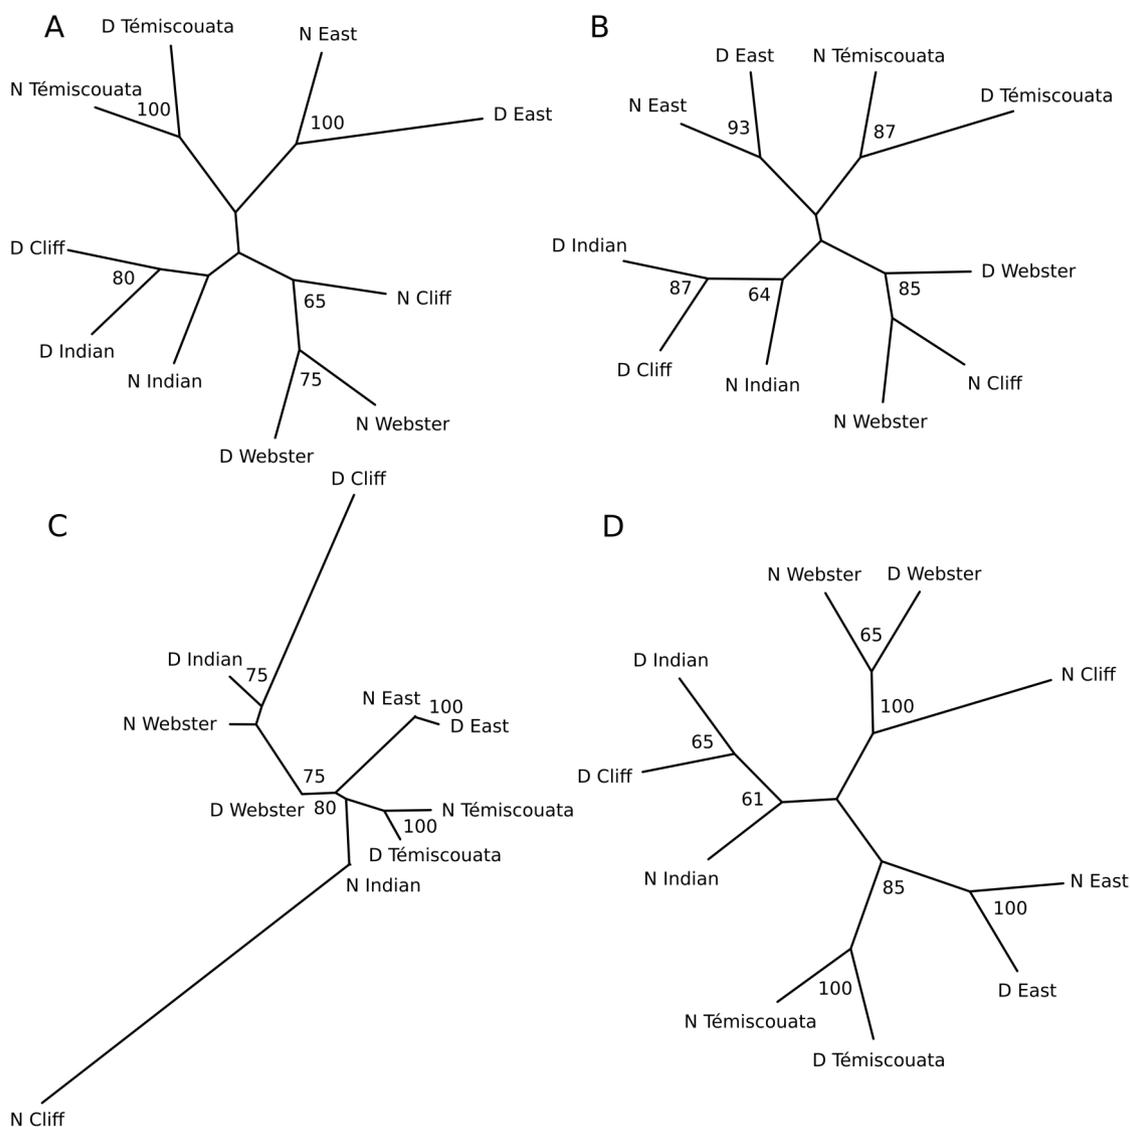 A
D Témiscouata
N East
N Témiscouata
100
100
D East
D Cliff
80
65
N Cliff
D Indian
N Indian
75
N Webster
D Webster
B
D East
N Témiscouata
N East
D Témiscouata
93
87
D Indian
D Webster
87
64
85
D Cliff
N Indian
N Cliff
N Webster
C
D Cliff
D Indian
75
N East
100
N Webster
D East
75
D Webster
80
N Témiscouata
100
D Témiscouata
N Indian
N Cliff
D
N Webster
D Webster
65
D Indian
N Cliff
100
65
D Cliff
61
N Indian
85
N East
100
D East
100
N Témiscouata
D Témiscouata